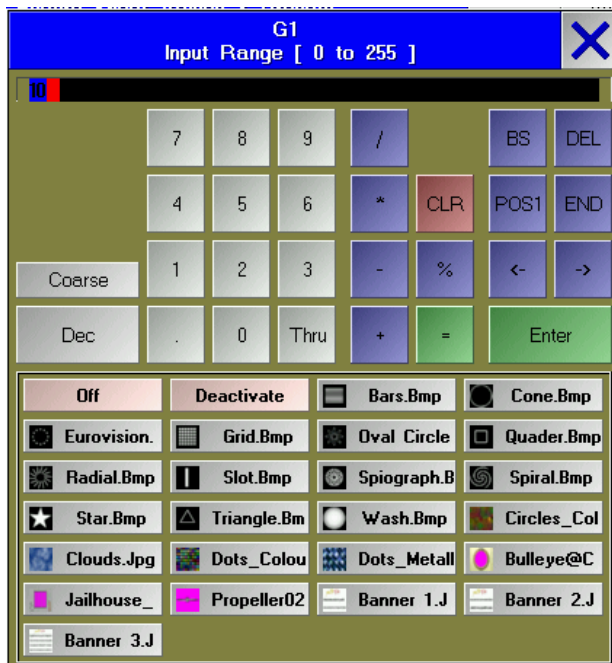 G1
Input Range [ 0 to 255 ]
10
7 8 9 / BS DEL
4 5 6 * CLR POS1 END
Coarse 1 2 3 - % <- ->
Dec . 0 Thru + = Enter
Off Deactivate Bars.Bmp Cone.Bmp
Eurovision. Grid.Bmp Oval Circle Quader.Bmp
Radial.Bmp Slot.Bmp Spiograph.B Spiral.Bmp
Star.Bmp Triangle.Bm Wash.Bmp Circles_Col
Clouds.Jpg Dots_Colou Dots_Metall Bulleye@C
Jailhouse_ Propeller02 Banner 1.J Banner 2.J
Banner 3.J